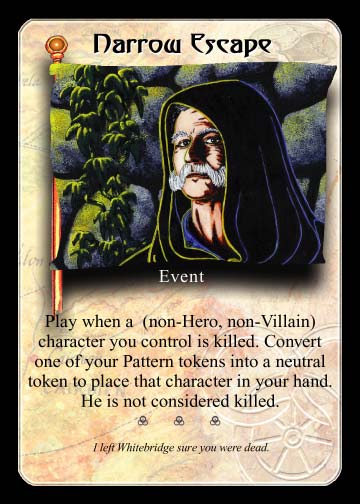 Narrow Escape
Event
Play when a (non-Hero, non-Villain)
character you control is killed. Convert
one of your Pattern tokens into a neutral
token to place that character in your hand.
He is not considered killed.
I left Whitebridge sure you were dead.